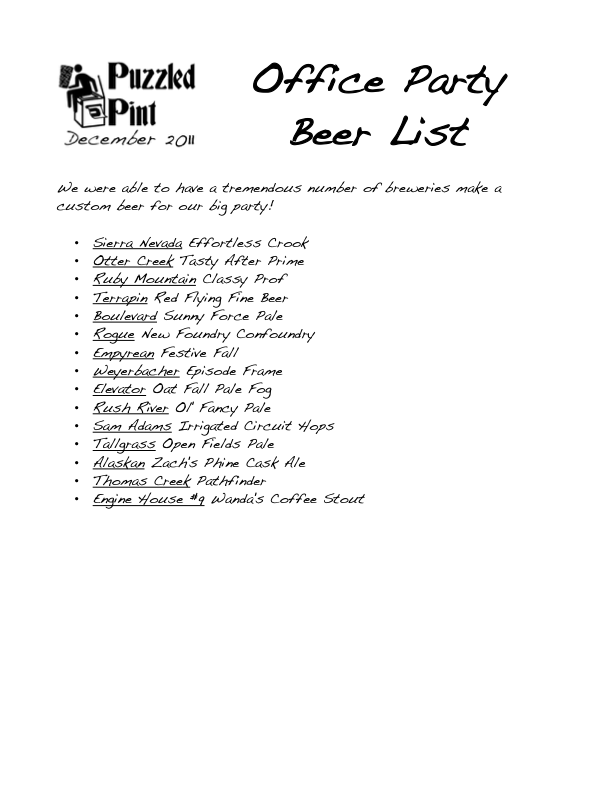 Puzzled
Pint
December 2011
Office Party
Beer List
We were able to have a tremendous number of breweries make a
custom beer for our big party!
• Sierra Nevada Effortless Crook
• Otter Creek Tasty After Prime
• Ruby Mountain Classy Prof
• Terrapin Red Flying Fine Beer
• Boulevard Sunny Force Pale
• Rogue New Foundry Confoundry
• Empyrean Festive Fall
• Weyerbacher Episode Frame
• Elevator Oat Fall Pale Fog
• Rush River Ol' Fancy Pale
• Sam Adams Irrigated Circuit Hops
• Tallgrass Open Fields Pale
• Alaskan Zach's Phine Cask Ale
• Thomas Creek Pathfinder
• Engine House #9 Wanda's Coffee Stout